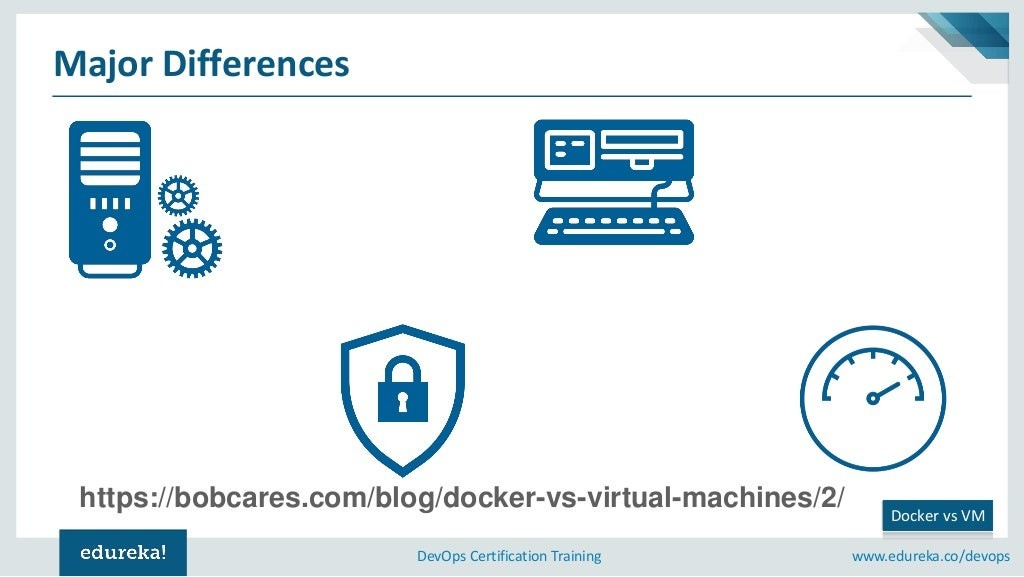 Major Differences
https://bobcares.com/blog/docker-vs-virtual-machines/2/
Docker vs VM
edureka!
DevOps Certification Training
www.edureka.co/devops